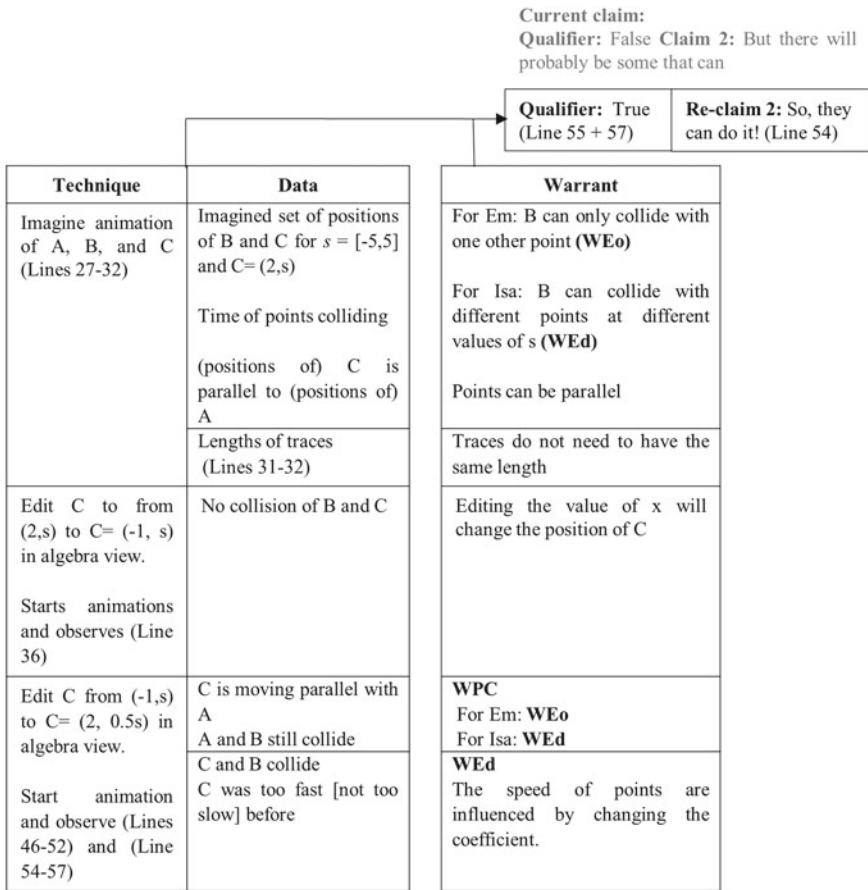 Current claim:
Qualifier: False Claim 2: But there will
probably be some that can
Qualifier: True
(Line 55 + 57)
Re-claim 2: So, they
can do it! (Line 54)
Technique
Data
Warrant
Imagine animation
of A, B, and C
(Lines 27-32)
Imagined set of positions
of B and C for s = [-5,5]
and C= (2,s)
Time of points colliding
(positions of) C is
parallel to (positions of)
A
For Em: B can only collide with
one other point (WEo)
For Isa: B can collide with
different points at different
values of s (WEd)
Points can be parallel
Lengths of traces
(Lines 31-32)
Traces do not need to have the
same length
Edit C to from
(2,s) to C= (-1, s)
in algebra view.
Starts animations
and observes (Line
36)
No collision of B and C
Editing the value of x will
change the position of C
Edit C from (-1,s)
to C= (2, 0.5s) in
algebra view.
Start animation
and observe (Lines
46-52) and (Line
54-57)
C is moving parallel with
A
A and B still collide
WPC
For Em: WEo
For Isa: WEd
C and B collide
C was too fast [not too
slow] before
WEd
The speed of points are
influenced by changing the
coefficient.